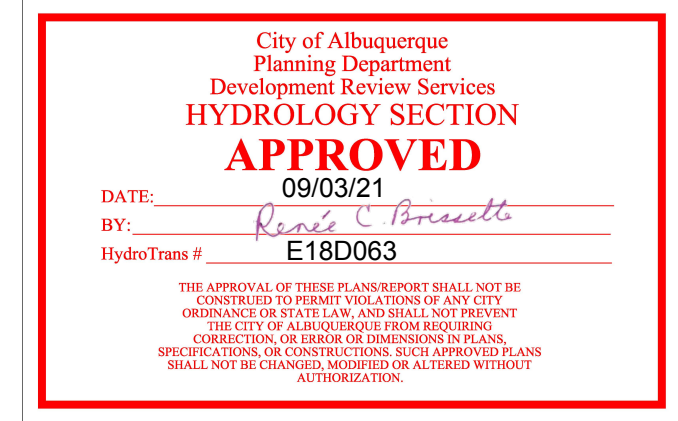 City of Albuquerque
Planning Department
Development Review Services
HYDROLOGY SECTION
APPROVED
DATE: 09/03/21
BY: Renée C. Brissette
HydroTrans # E18D063
THE APPROVAL OF THESE PLANS/REPORT SHALL NOT BE
CONSTRUED TO PERMIT VIOLATIONS OF ANY CITY
ORDINANCE OR STATE LAW, AND SHALL NOT PREVENT
THE CITY OF ALBUQUERQUE FROM REQUIRING
CORRECTION, OR ERROR OR DIMENSIONS IN PLANS,
SPECIFICATIONS, OR CONSTRUCTIONS. SUCH APPROVED PLANS
SHALL NOT BE CHANGED, MODIFIED OR ALTERED WITHOUT
AUTHORIZATION.